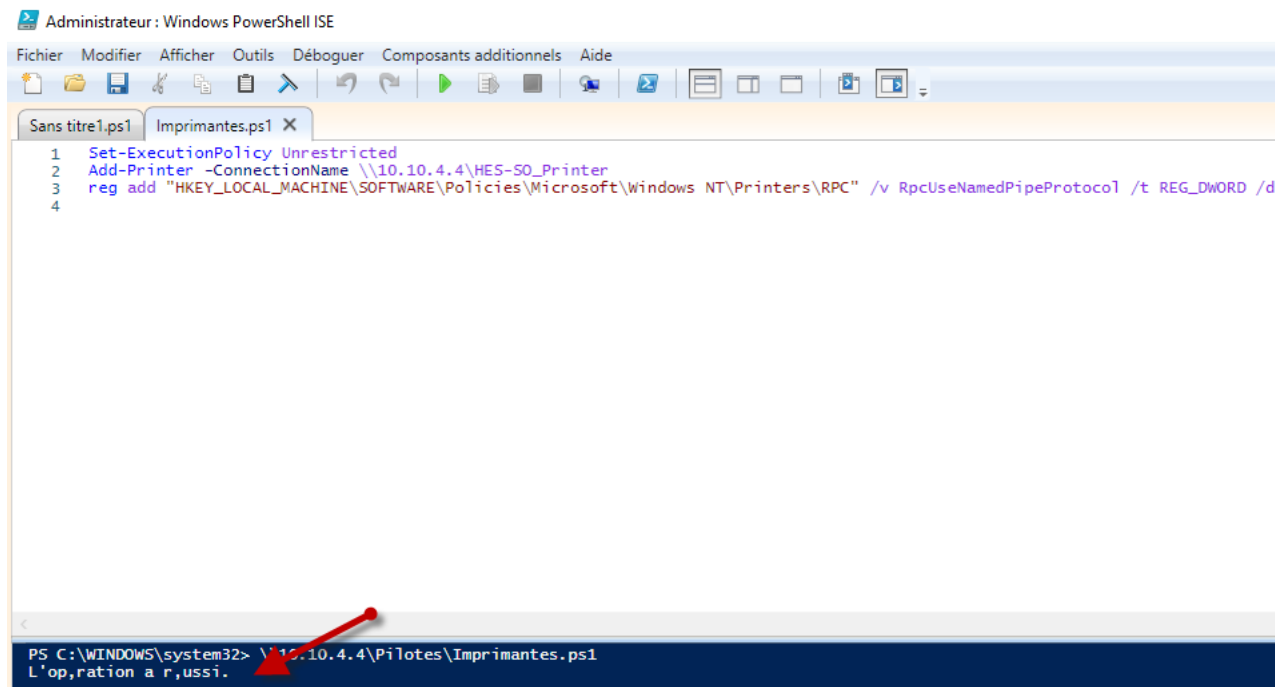 Administrateur : Windows PowerShell ISE
Fichier Modifier Afficher Outils Déboguer Composants additionnels Aide
Sans titre1.ps1 Imprimantes.ps1 X
1 Set-ExecutionPolicy Unrestricted
2 Add-Printer -ConnectionName \\10.10.4.4\HES-SO_Printer
3 reg add "HKEY_LOCAL_MACHINE\SOFTWARE\Policies\Microsoft\Windows NT\Printers\RPC" /v RpcUseNamedPipeProtocol /t REG_DWORD /d
4
PS C:\WINDOWS\system32> \\10.10.4.4\Pilotes\Imprimantes.ps1
L'op,ration a r,ussi.